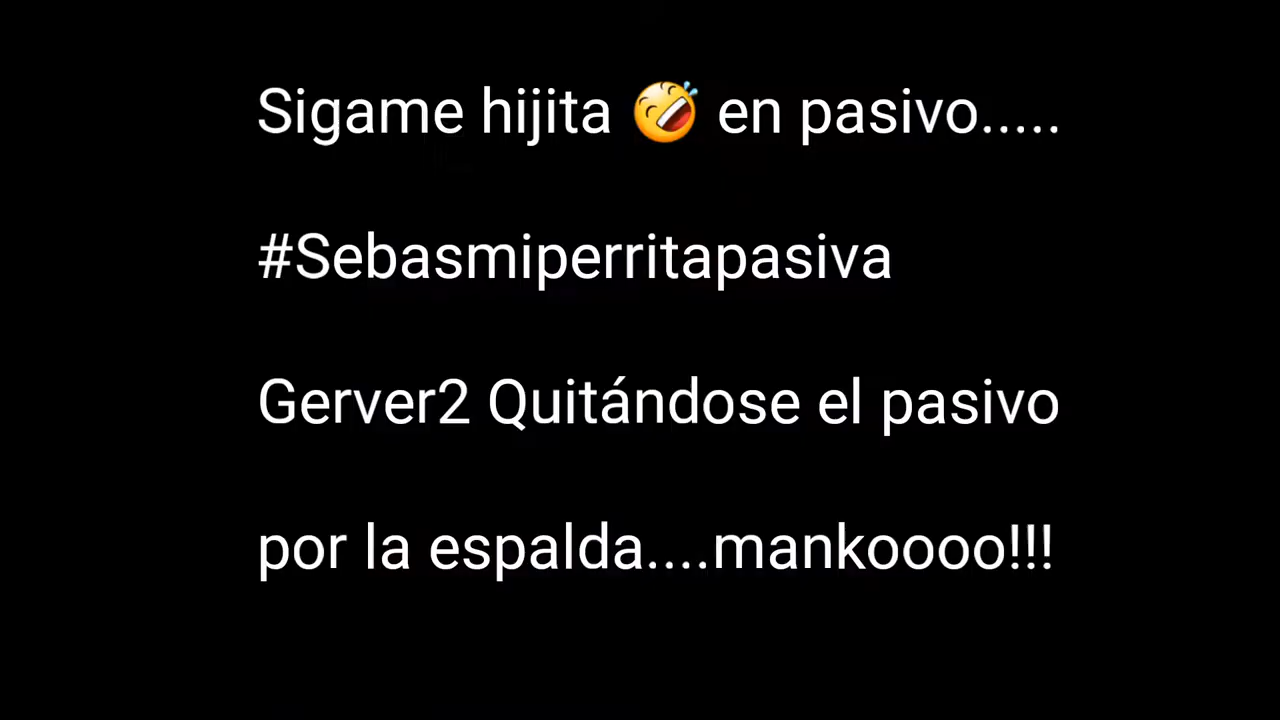 Sigame hijita 🤣 en pasivo.....
#Sebasmiperritapasiva
Gerver2 Quitándose el pasivo
por la espalda....mankoooo!!!